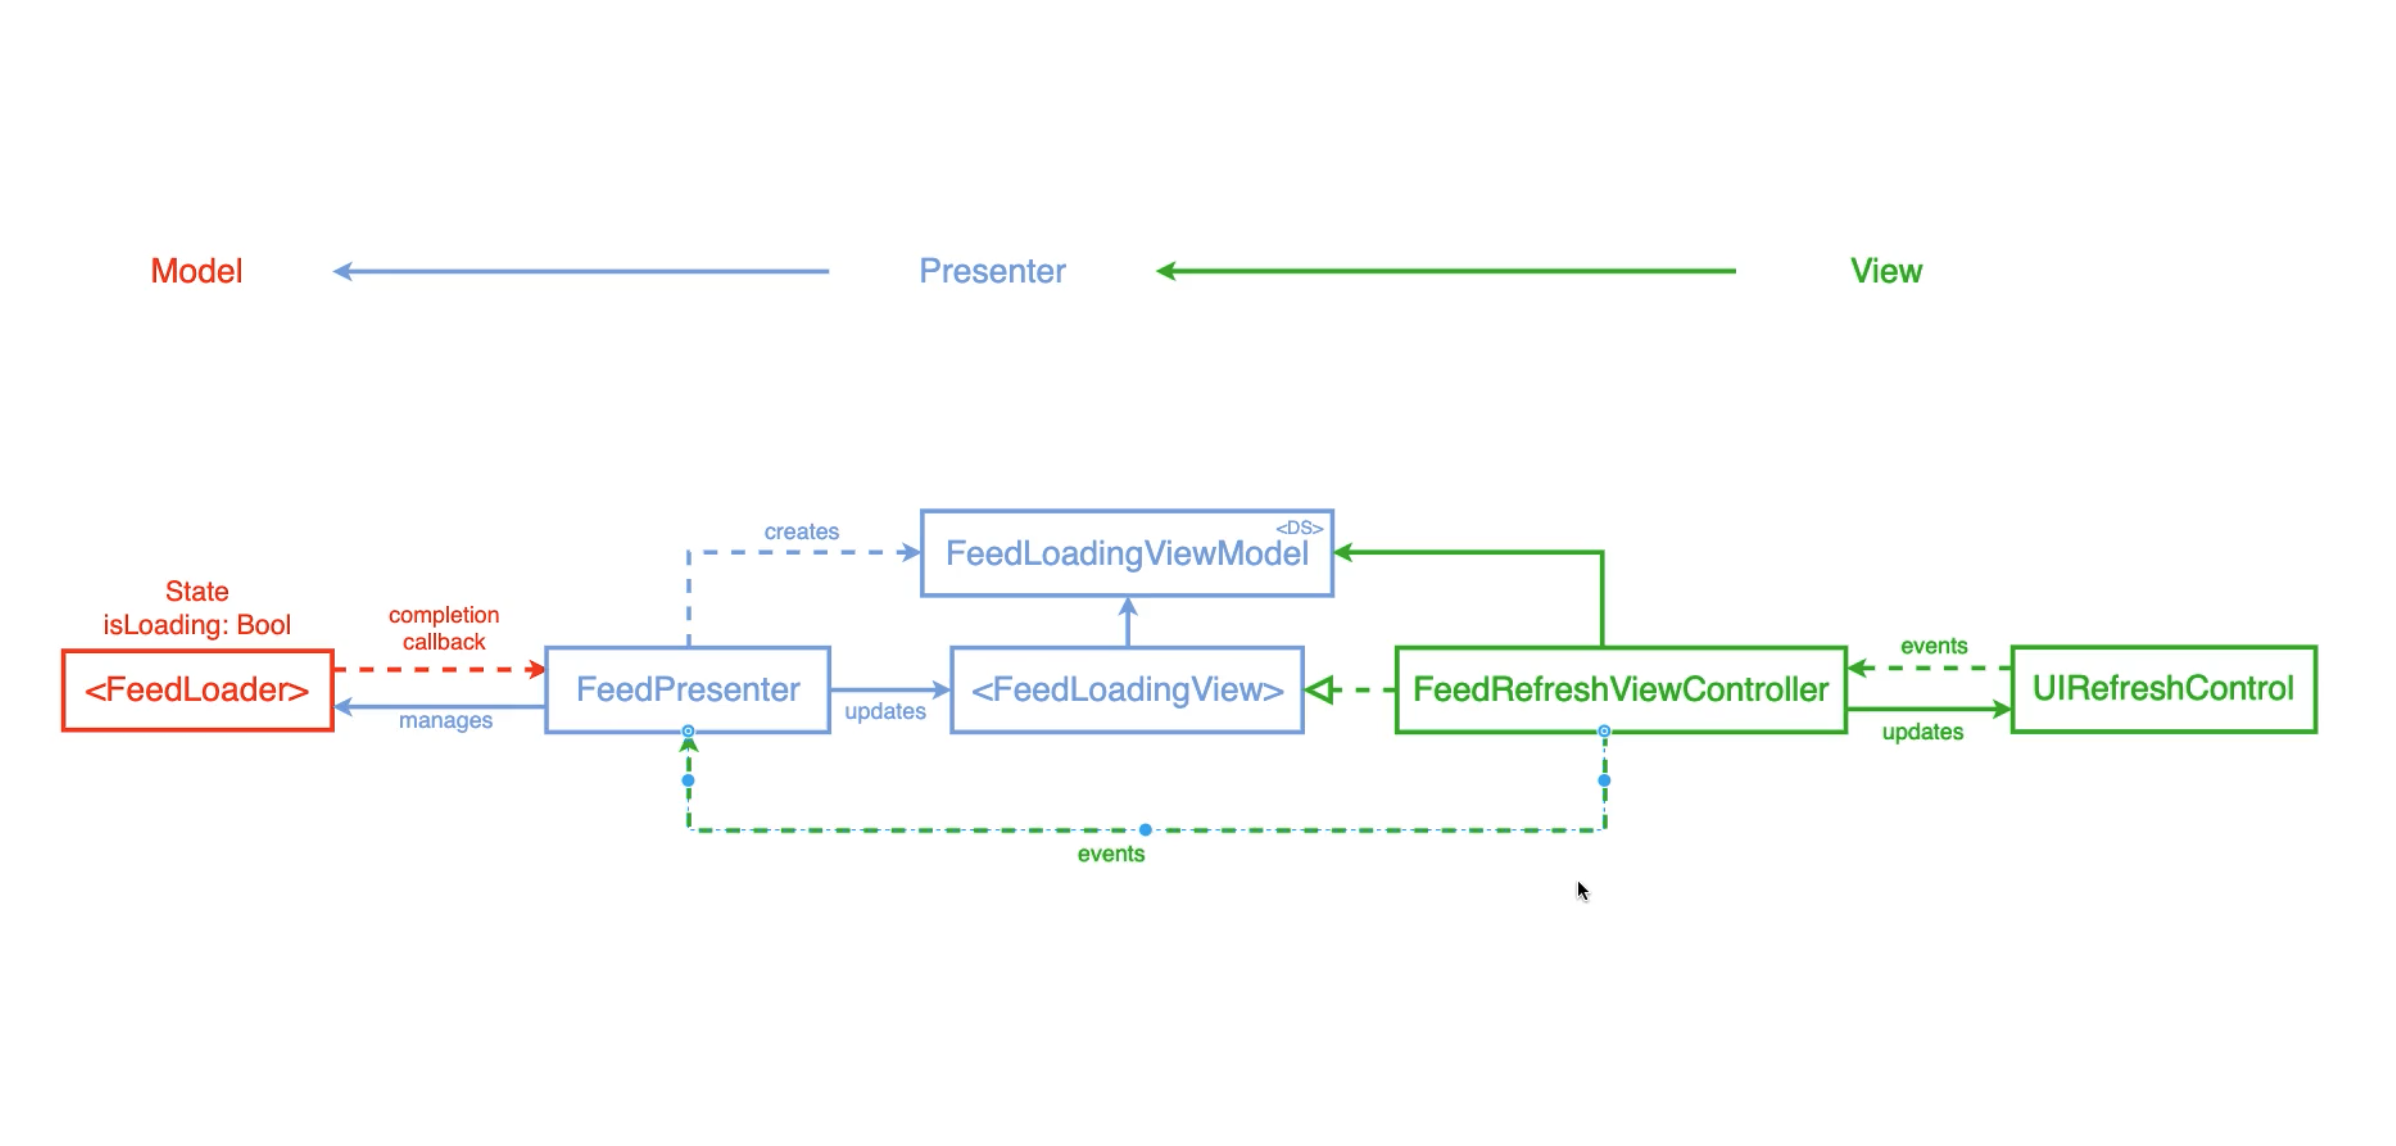 Model
Presenter
View
creates
<DS>
FeedLoadingViewModel
State
isLoading: Bool
completion
callback
<FeedLoader>
manages
FeedPresenter
updates
<FeedLoadingView>
FeedRefreshViewController
events
updates
UIRefreshControl
events